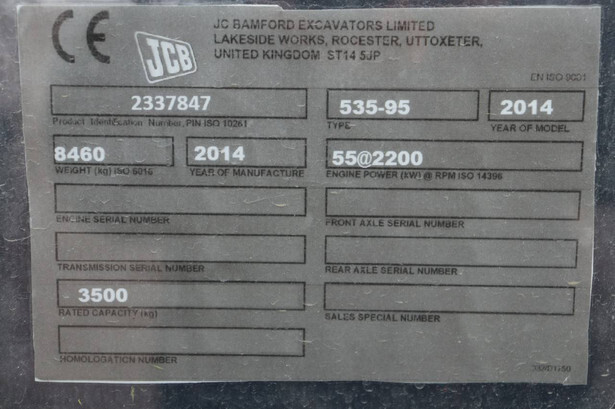 CE
JCB
JC BAMFORD EXCAVATORS LIMITED
LAKESIDE WORKS, ROCESTER, UTTOXETER,
UNITED KINGDOM ST14 5JP
EN ISO 9001
2337847
Product Identification Number, PIN ISO 10261
535-95
TYPE
2014
YEAR OF MODEL
8460
WEIGHT (kg) ISO 6016
2014
YEAR OF MANUFACTURE
55@2200
ENGINE POWER (kW) @ RPM ISO 14396
ENGINE SERIAL NUMBER
FRONT AXLE SERIAL NUMBER
TRANSMISSION SERIAL NUMBER
REAR AXLE SERIAL NUMBER
3500
RATED CAPACITY (kg)
SALES SPECIAL NUMBER
HOMOLOGATION NUMBER